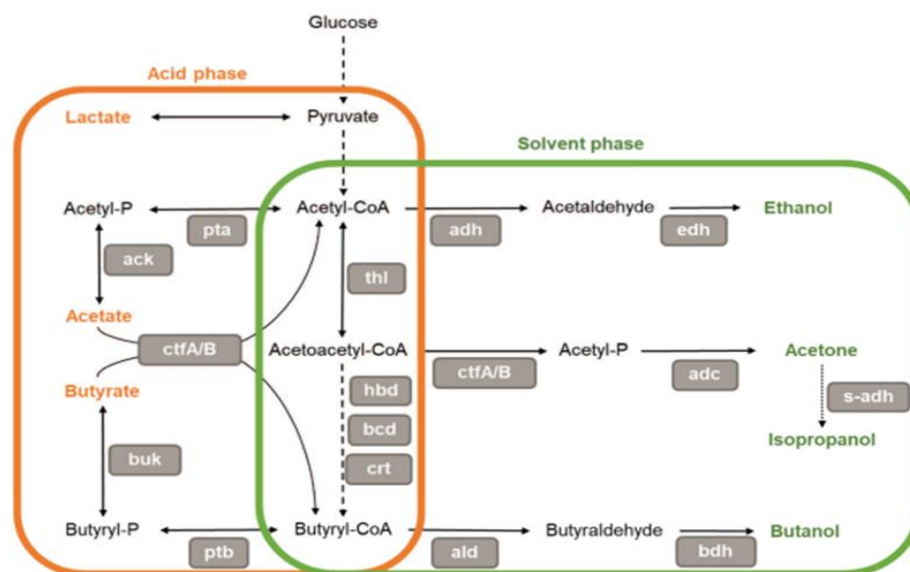 Glucose
Acid phase
Lactate
Pyruvate
Solvent phase
Acetyl-P
Acetyl-CoA
Acetaldehyde
Ethanol
pta
adh
edh
ack
thl
Acetate
ctfA/B
Acetoacetyl-CoA
Acetyl-P
Acetone
ctfA/B
adc
Butyrate
hbd
s-adh
bcd
Isopropanol
buk
crt
Butyryl-P
Butyryl-CoA
Butyraldehyde
Butanol
ptb
ald
bdh